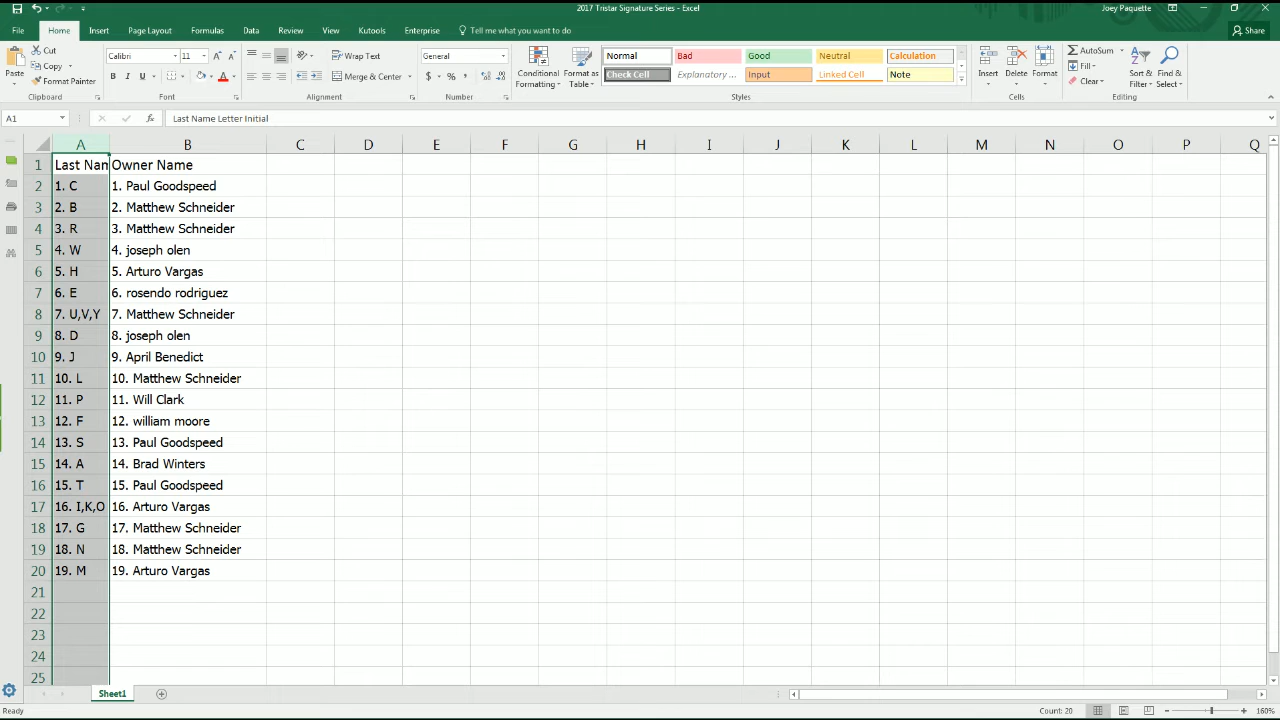 2017 Tristar Signature Series - Excel
Joey Paquette
File Home Insert Page Layout Formulas Data Review View Kutools Enterprise Tell me what you want to do Share
Paste
Cut
Copy
Format Painter
Clipboard
Calibri 11
B I U A
Font
Wrap Text
Merge & Center
Alignment
General
$ % ,
Number
Conditional Formatting
Format as Table
Normal Bad Good Neutral Calculation
Check Cell Explanatory ... Input Linked Cell Note
Styles
Insert Delete Format
Cells
AutoSum
Fill
Clear
Sort & Filter
Find & Select
Editing
A1 fx Last Name Letter Initial
A B C D E F G H I J K L M N O P Q
1 Last Nam Owner Name
2 1. C 1. Paul Goodspeed
3 2. B 2. Matthew Schneider
4 3. R 3. Matthew Schneider
5 4. W 4. joseph olen
6 5. H 5. Arturo Vargas
7 6. E 6. rosendo rodriguez
8 7. U,V,Y 7. Matthew Schneider
9 8. D 8. joseph olen
10 9. J 9. April Benedict
11 10. L 10. Matthew Schneider
12 11. P 11. Will Clark
13 12. F 12. william moore
14 13. S 13. Paul Goodspeed
15 14. A 14. Brad Winters
16 15. T 15. Paul Goodspeed
17 16. I,K,O 16. Arturo Vargas
18 17. G 17. Matthew Schneider
19 18. N 18. Matthew Schneider
20 19. M 19. Arturo Vargas
21
22
23
24
25
Sheet1
Ready Count: 20 160%